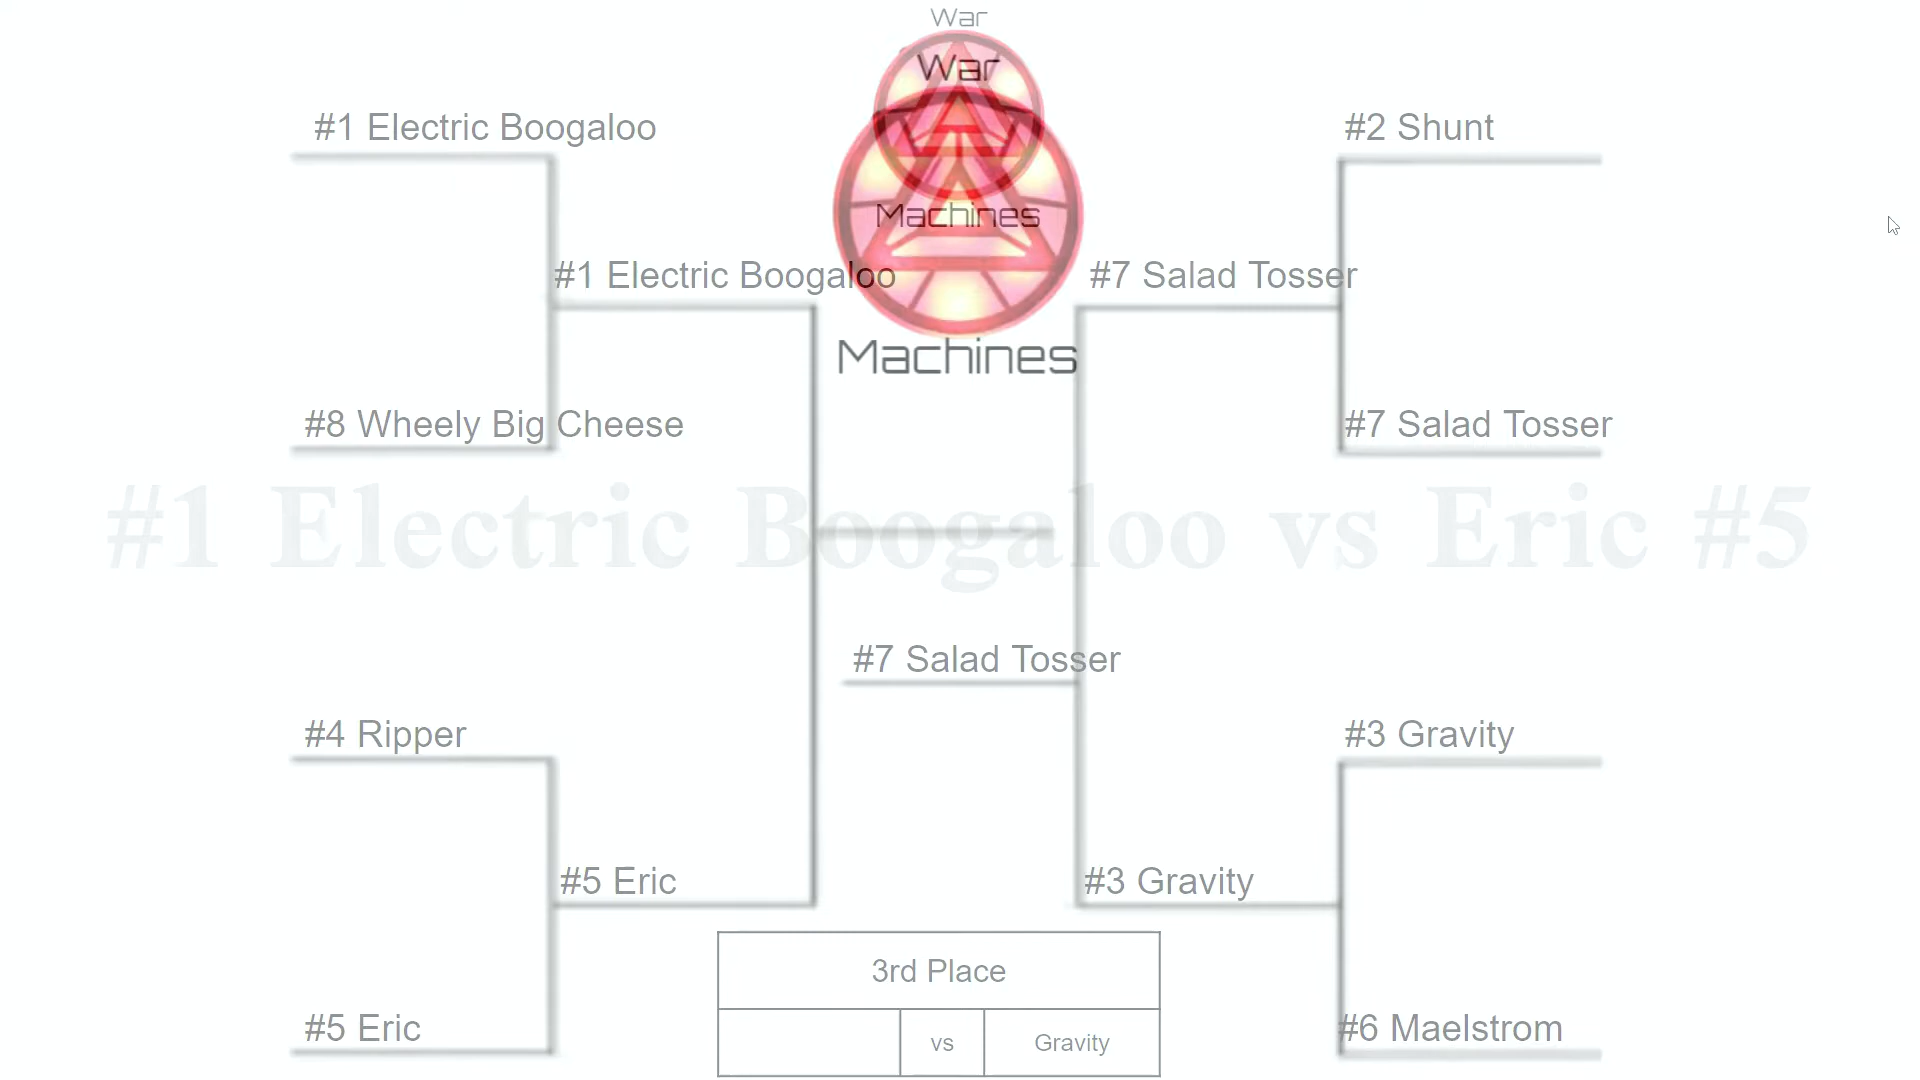 War
War
Machines
Machines
#1 Electric Boogaloo
#2 Shunt
#1 Electric Boogaloo
#7 Salad Tosser
#8 Wheely Big Cheese
#7 Salad Tosser
#1 Electric Boogaloo vs Eric #5
#7 Salad Tosser
#4 Ripper
#3 Gravity
#5 Eric
#3 Gravity
#5 Eric
#6 Maelstrom
3rd Place
vs Gravity